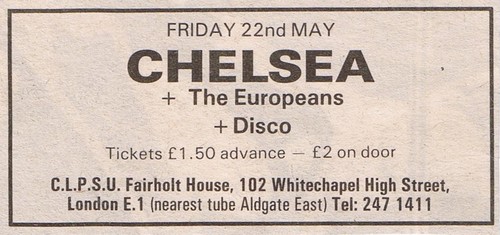 FRIDAY 22nd MAY
CHELSEA
+ The Europeans
+ Disco
Tickets £1.50 advance – £2 on door
C.L.P.S.U. Fairholt House, 102 Whitechapel High Street,
London E.1 (nearest tube Aldgate East) Tel: 247 1411